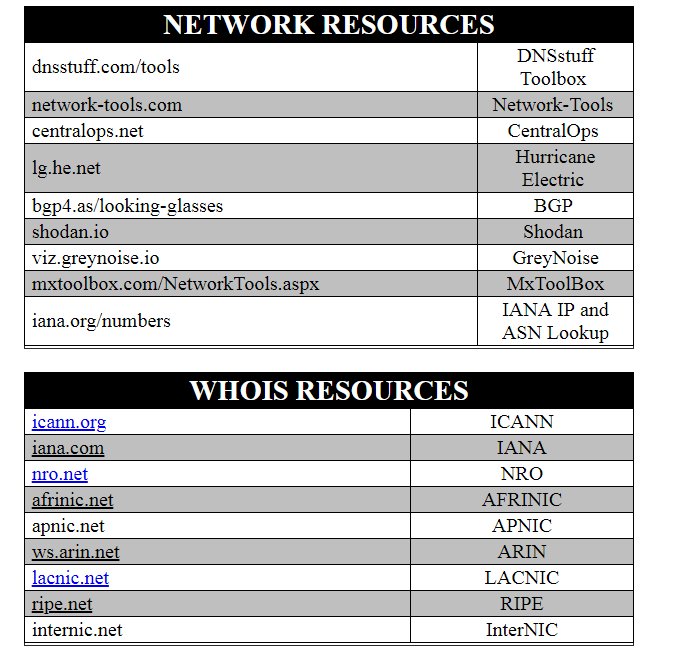 NETWORK RESOURCES
dnsstuff.com/tools DNSstuff
Toolbox
network-tools.com Network-Tools
centralops.net CentralOps
lg.he.net Hurricane
Electric
bgp4.as/looking-glasses BGP
shodan.io Shodan
viz.greynoise.io GreyNoise
mxtoolbox.com/NetworkTools.aspx MxToolBox
iana.org/numbers IANA IP and
ASN Lookup
WHOIS RESOURCES
icann.org ICANN
iana.com IANA
nro.net NRO
afrinic.net AFRINIC
apnic.net APNIC
ws.arin.net ARIN
lacnic.net LACNIC
ripe.net RIPE
internic.net InterNIC